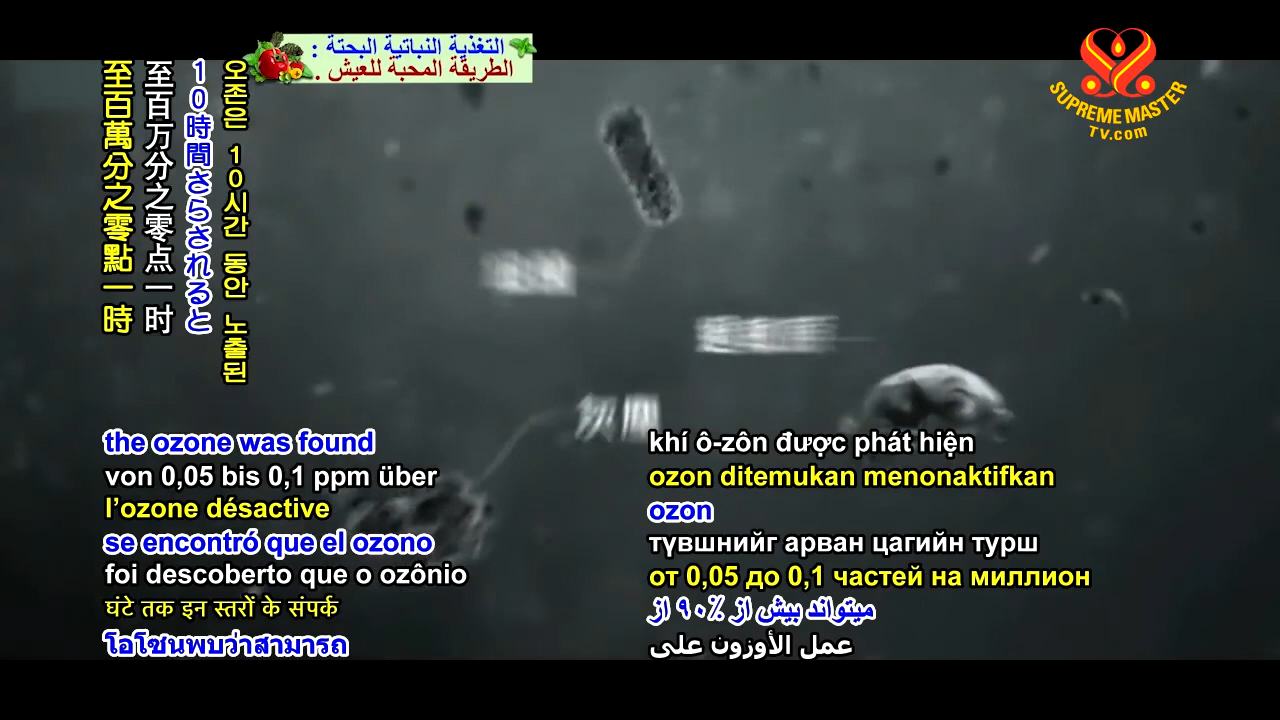 التغذية النباتية البحتة :
الطريقة المحبة للعيش .
SUPREME MASTER
TV.com
至百萬分之零點一時
至百万分之零点一时
10時間さらされると
오존은 10시간 동안 노출된
the ozone was found
von 0,05 bis 0,1 ppm über
l’ozone désactive
se encontró que el ozono
foi descoberto que o ozônio
घंटे तक इन स्तरों के संपर्क
โอโซนพบว่าสามารถ
khí ô-zôn được phát hiện
ozon ditemukan menonaktifkan
ozon
түвшнийг арван цагийн турш
от 0,05 до 0,1 частей на миллион
میتواند بیش از ۹۰٪ از
عمل الأوزون على